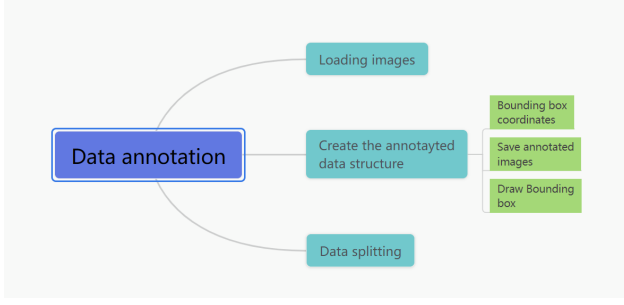 Loading images
Data annotation
Create the annotayted
data structure
Bounding box
coordinates
Save annotated
images
Draw Bounding
box
Data splitting